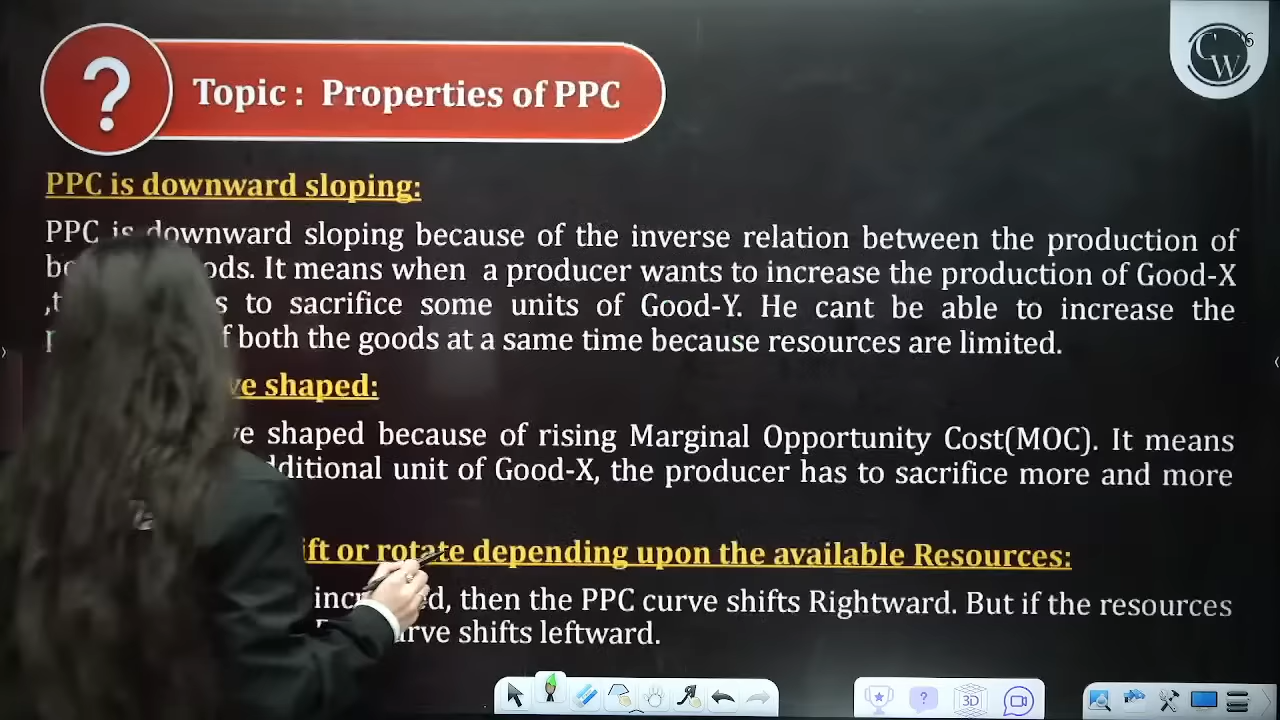 ?
Topic : Properties of PPC
CW
6
PPC is downward sloping:
PPC is downward sloping because of the inverse relation between the production of
ods. It means when a producer wants to increase the production of Good-X
s to sacrifice some units of Good-Y. He cant be able to increase the
f both the goods at a same time because resources are limited.
ve shaped:
ve shaped because of rising Marginal Opportunity Cost(MOC). It means
dditional unit of Good-X, the producer has to sacrifice more and more
ift or rotate depending upon the available Resources:
then the PPC curve shifts Rightward. But if the resources
shifts leftward.
?
3D